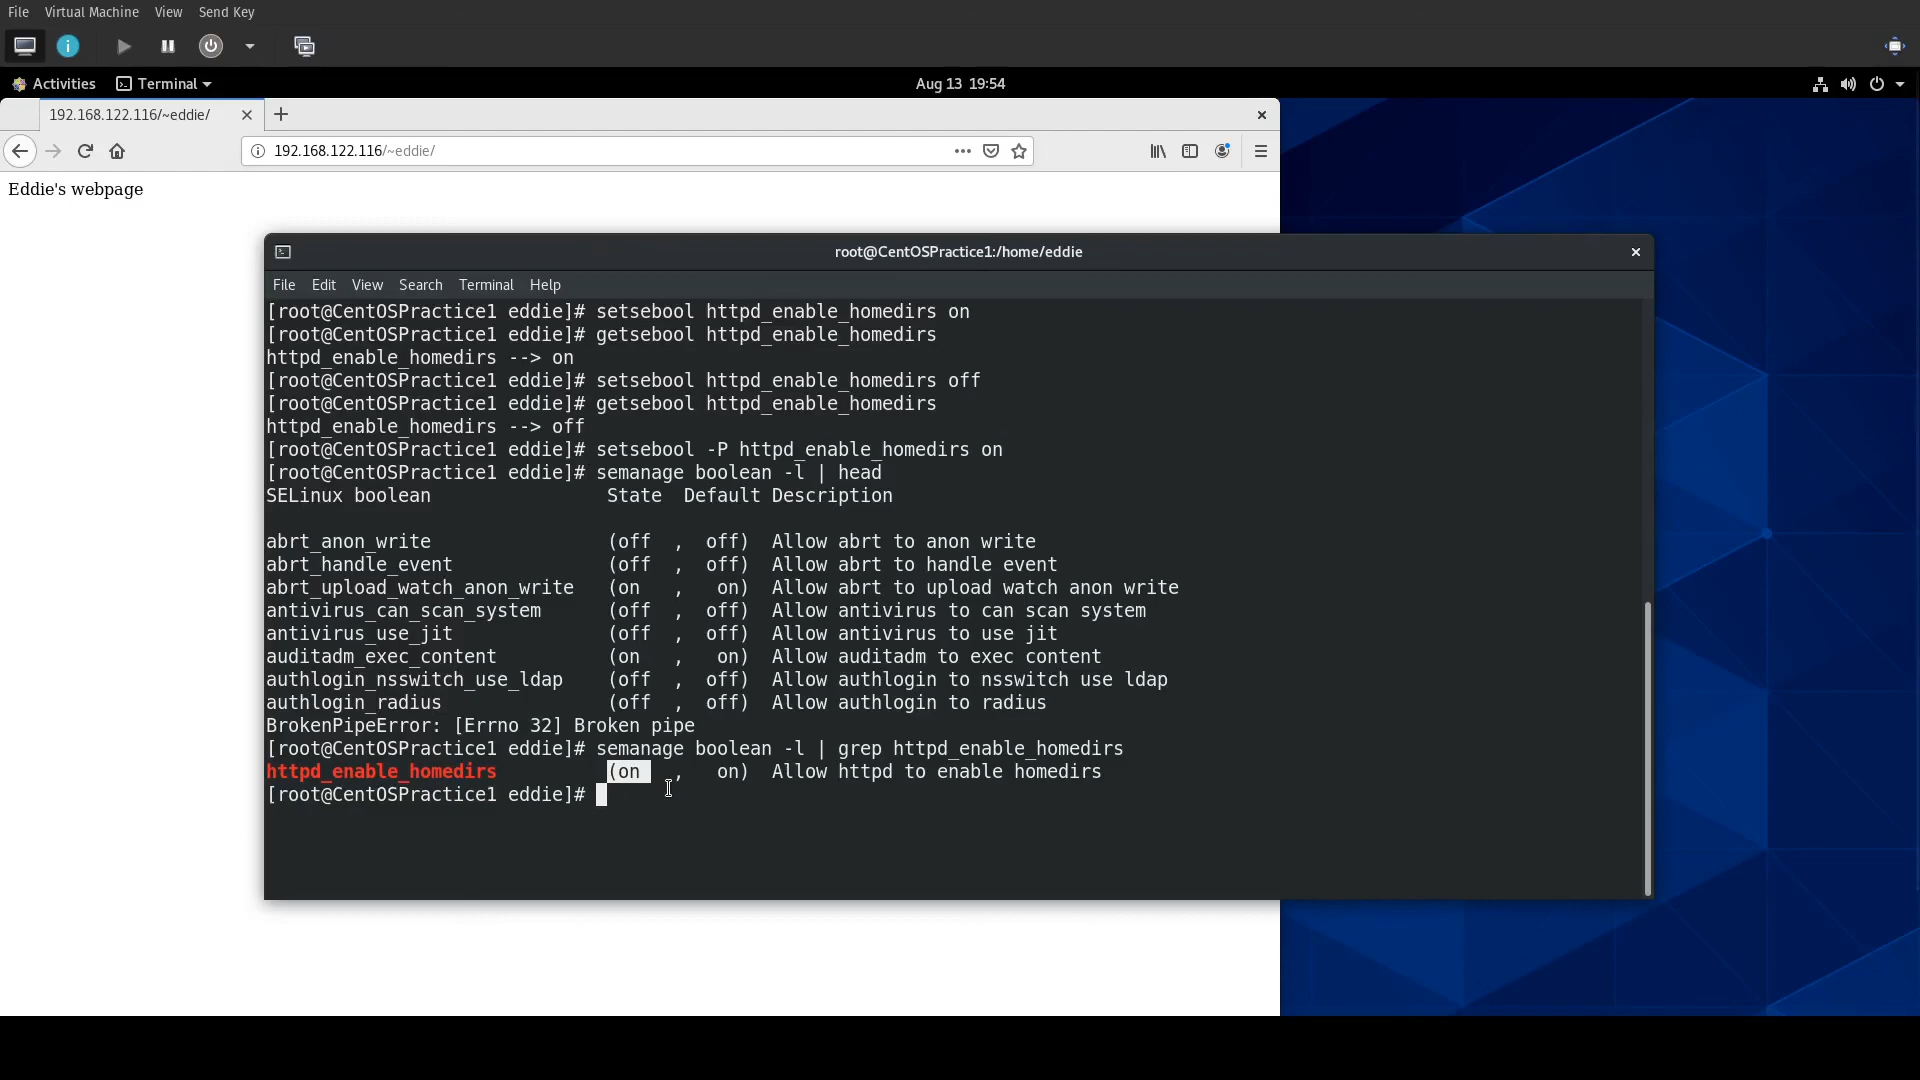 File Virtual Machine View Send Key
Activities Terminal Aug 13 19:54
192.168.122.116/~eddie/
192.168.122.116/~eddie/
Eddie's webpage
root@CentOSPractice1:/home/eddie
File Edit View Search Terminal Help
[root@CentOSPractice1 eddie]# setsebool httpd_enable_homedirs on
[root@CentOSPractice1 eddie]# getsebool httpd_enable_homedirs
httpd_enable_homedirs --> on
[root@CentOSPractice1 eddie]# setsebool httpd_enable_homedirs off
[root@CentOSPractice1 eddie]# getsebool httpd_enable_homedirs
httpd_enable_homedirs --> off
[root@CentOSPractice1 eddie]# setsebool -P httpd_enable_homedirs on
[root@CentOSPractice1 eddie]# semanage boolean -l | head
SELinux boolean                State  Default Description

abrt_anon_write                (off  ,  off)  Allow abrt to anon write
abrt_handle_event              (off  ,  off)  Allow abrt to handle event
abrt_upload_watch_anon_write   (on   ,   on)  Allow abrt to upload watch anon write
antivirus_can_scan_system      (off  ,  off)  Allow antivirus to can scan system
antivirus_use_jit              (off  ,  off)  Allow antivirus to use jit
auditadm_exec_content          (on   ,   on)  Allow auditadm to exec content
authlogin_nsswitch_use_ldap    (off  ,  off)  Allow authlogin to nsswitch use ldap
authlogin_radius               (off  ,  off)  Allow authlogin to radius
BrokenPipeError: [Errno 32] Broken pipe
[root@CentOSPractice1 eddie]# semanage boolean -l | grep httpd_enable_homedirs
httpd_enable_homedirs          (on   ,   on)  Allow httpd to enable homedirs
[root@CentOSPractice1 eddie]#